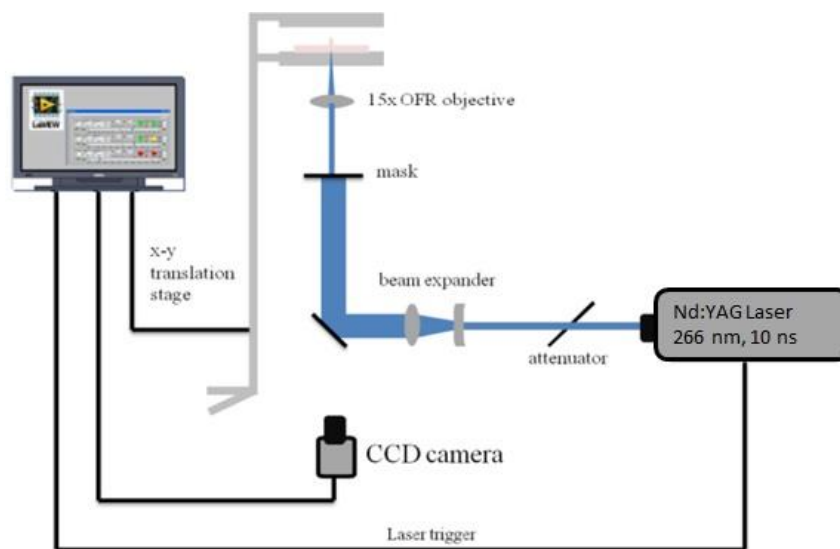 15x OFR objective
LabVIEW
mask
x-y
translation
stage
beam expander
Nd:YAG Laser
266 nm, 10 ns
attenuator
CCD camera
Laser trigger